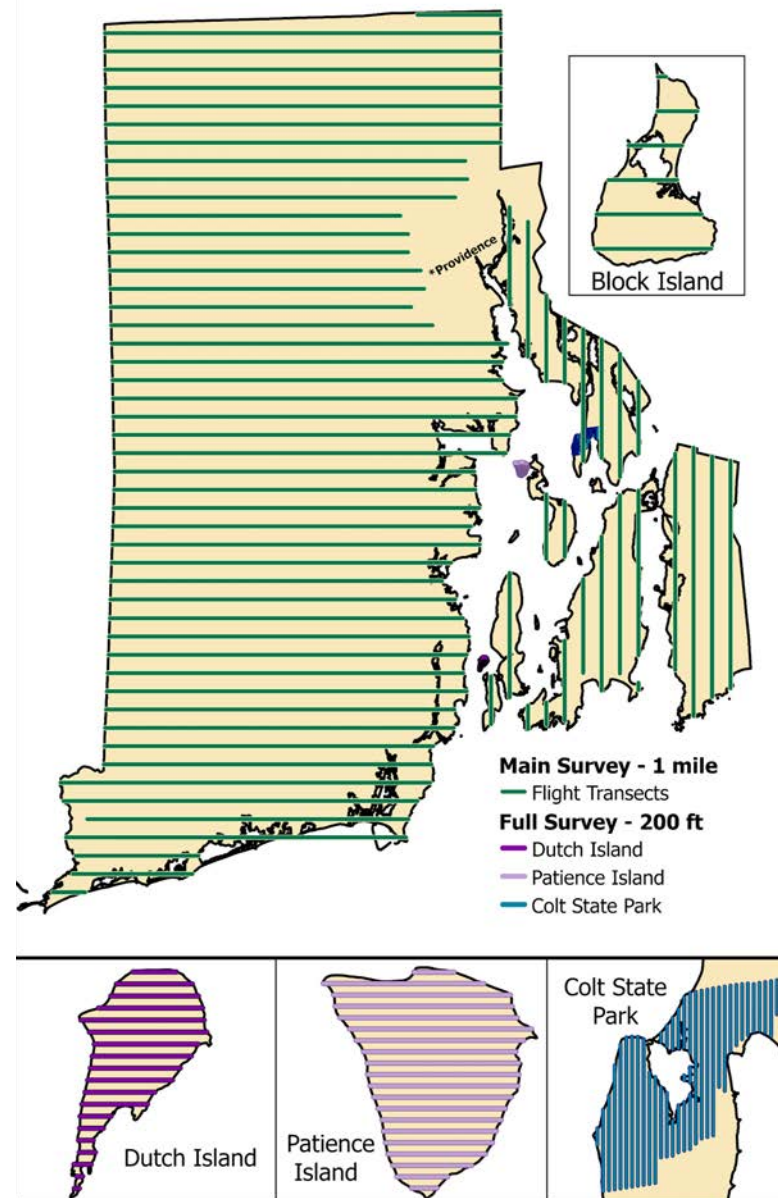 *Providence
Block Island
Main Survey - 1 mile
Flight Transects
Full Survey - 200 ft
Dutch Island
Patience Island
Colt State Park
Dutch Island
Patience
Island
Colt State
Park